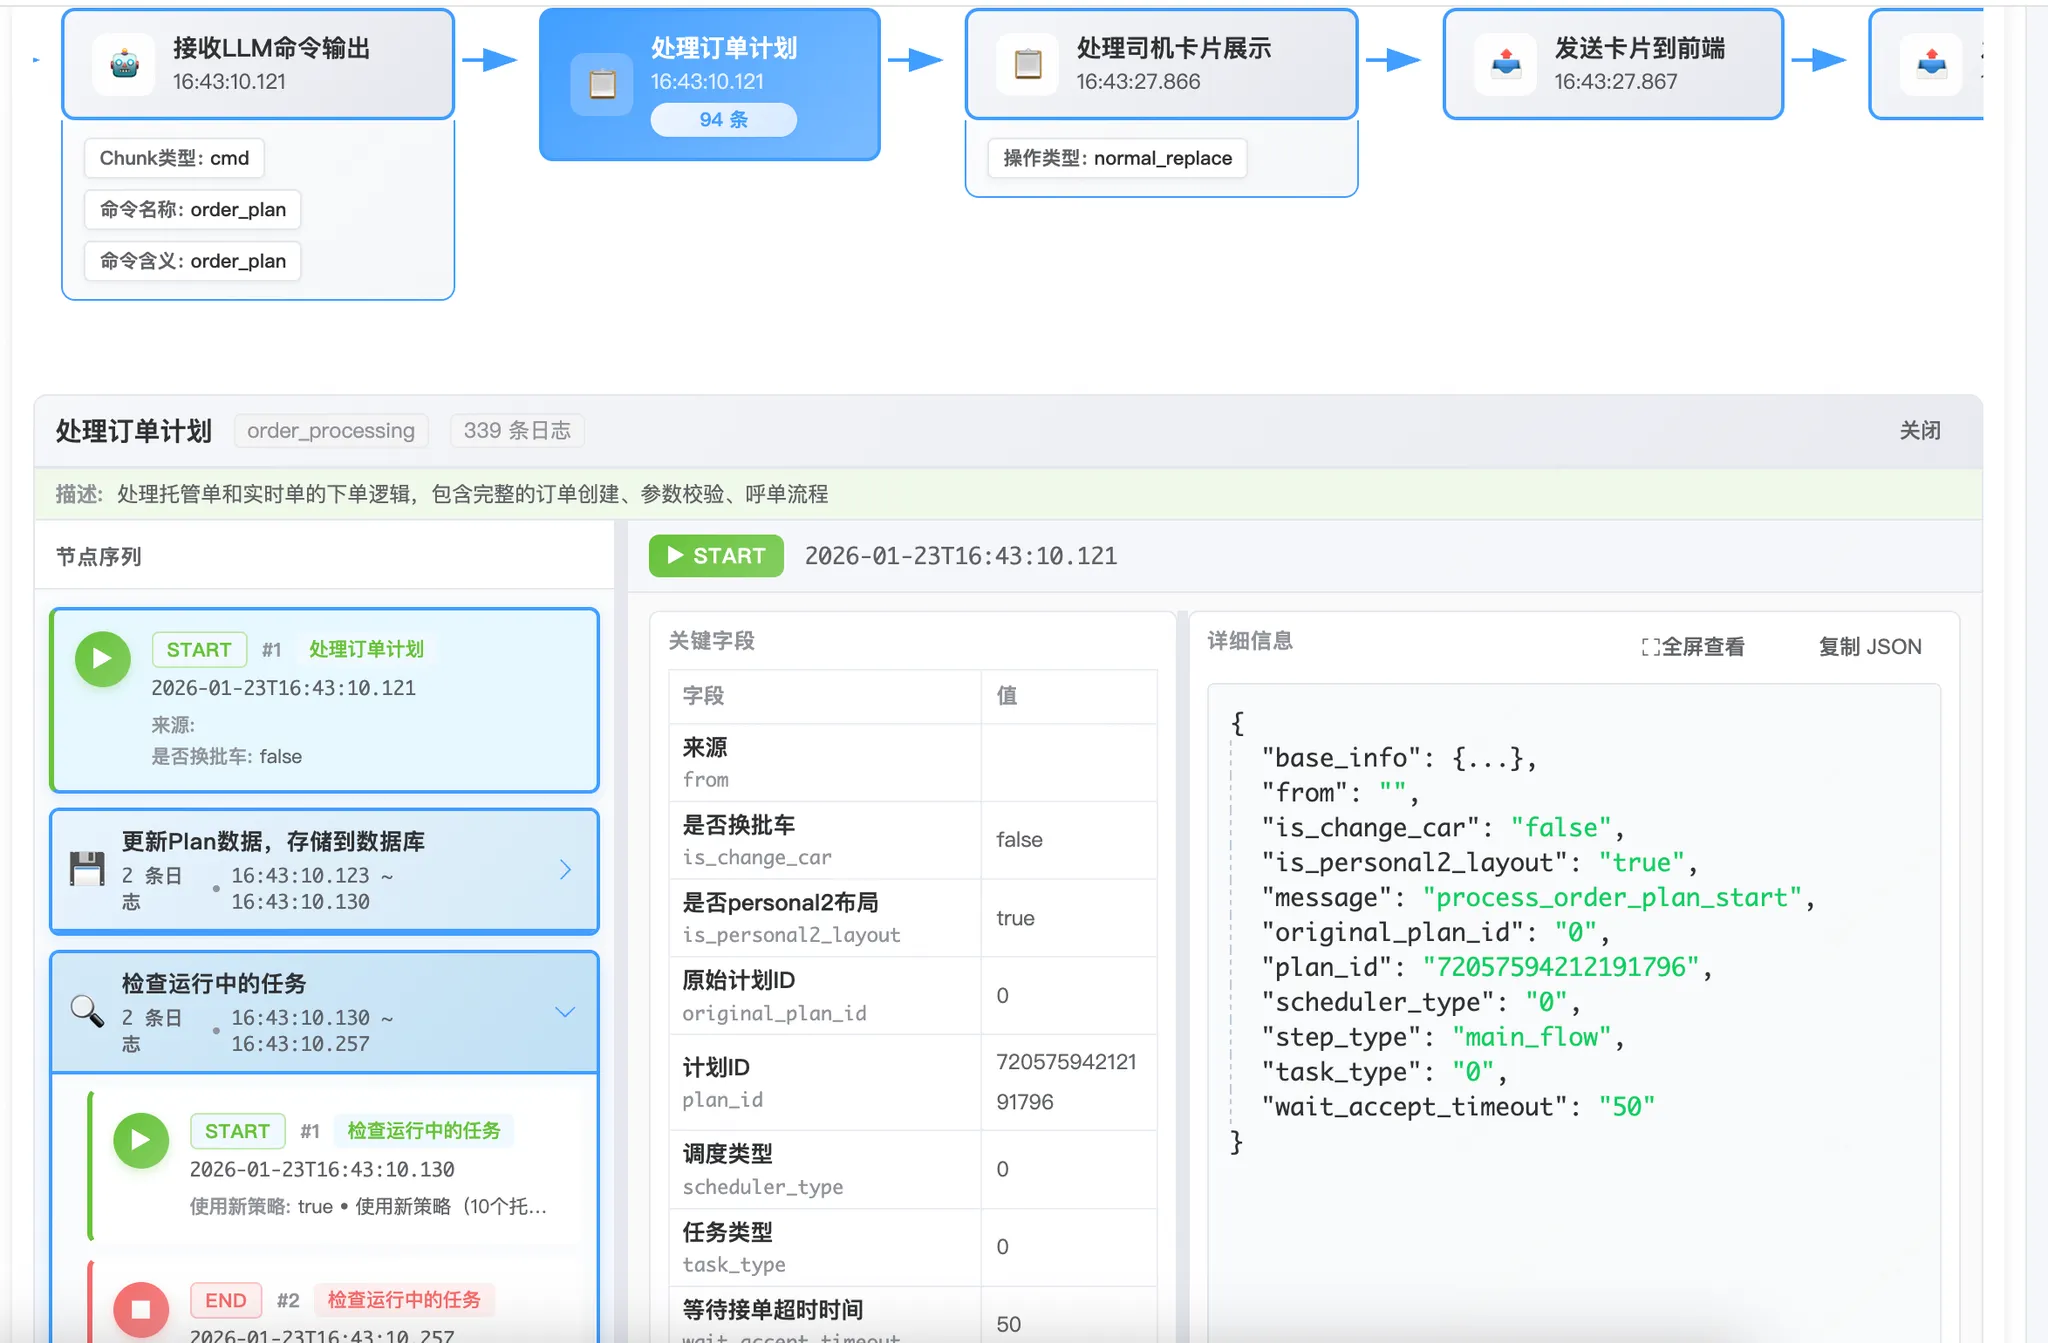 接收LLM命令输出
16:43:10.121
Chunk类型: cmd
命令名称: order_plan
命令含义: order_plan
处理订单计划
16:43:10.121
94 条
处理司机卡片展示
16:43:27.866
操作类型: normal_replace
发送卡片到前端
16:43:27.867
处理订单计划
order_processing
339 条日志
关闭
描述: 处理托管单和实时单的下单逻辑，包含完整的订单创建、参数校验、呼单流程
节点序列
START #1 处理订单计划
2026-01-23T16:43:10.121
来源:
是否换批车: false
更新Plan数据，存储到数据库
2 条日
志
•
16:43:10.123 ~
16:43:10.130
检查运行中的任务
2 条日
志
•
16:43:10.130 ~
16:43:10.257
START #1 检查运行中的任务
2026-01-23T16:43:10.130
使用新策略: true • 使用新策略（10个托...
END #2 检查运行中的任务
2026-01-23T16:43:10.257
START 2026-01-23T16:43:10.121
关键字段
字段 值
来源
from
是否换批车
is_change_car
false
是否personal2布局
is_personal2_layout
true
原始计划ID
original_plan_id
0
计划ID
plan_id
720575942121
91796
调度类型
scheduler_type
0
任务类型
task_type
0
等待接单超时时间
wait_accept_timeout
50
详细信息
全屏查看
复制 JSON
{
"base_info": {...},
"from": "",
"is_change_car": "false",
"is_personal2_layout": "true",
"message": "process_order_plan_start",
"original_plan_id": "0",
"plan_id": "72057594212191796",
"scheduler_type": "0",
"step_type": "main_flow",
"task_type": "0",
"wait_accept_timeout": "50"
}